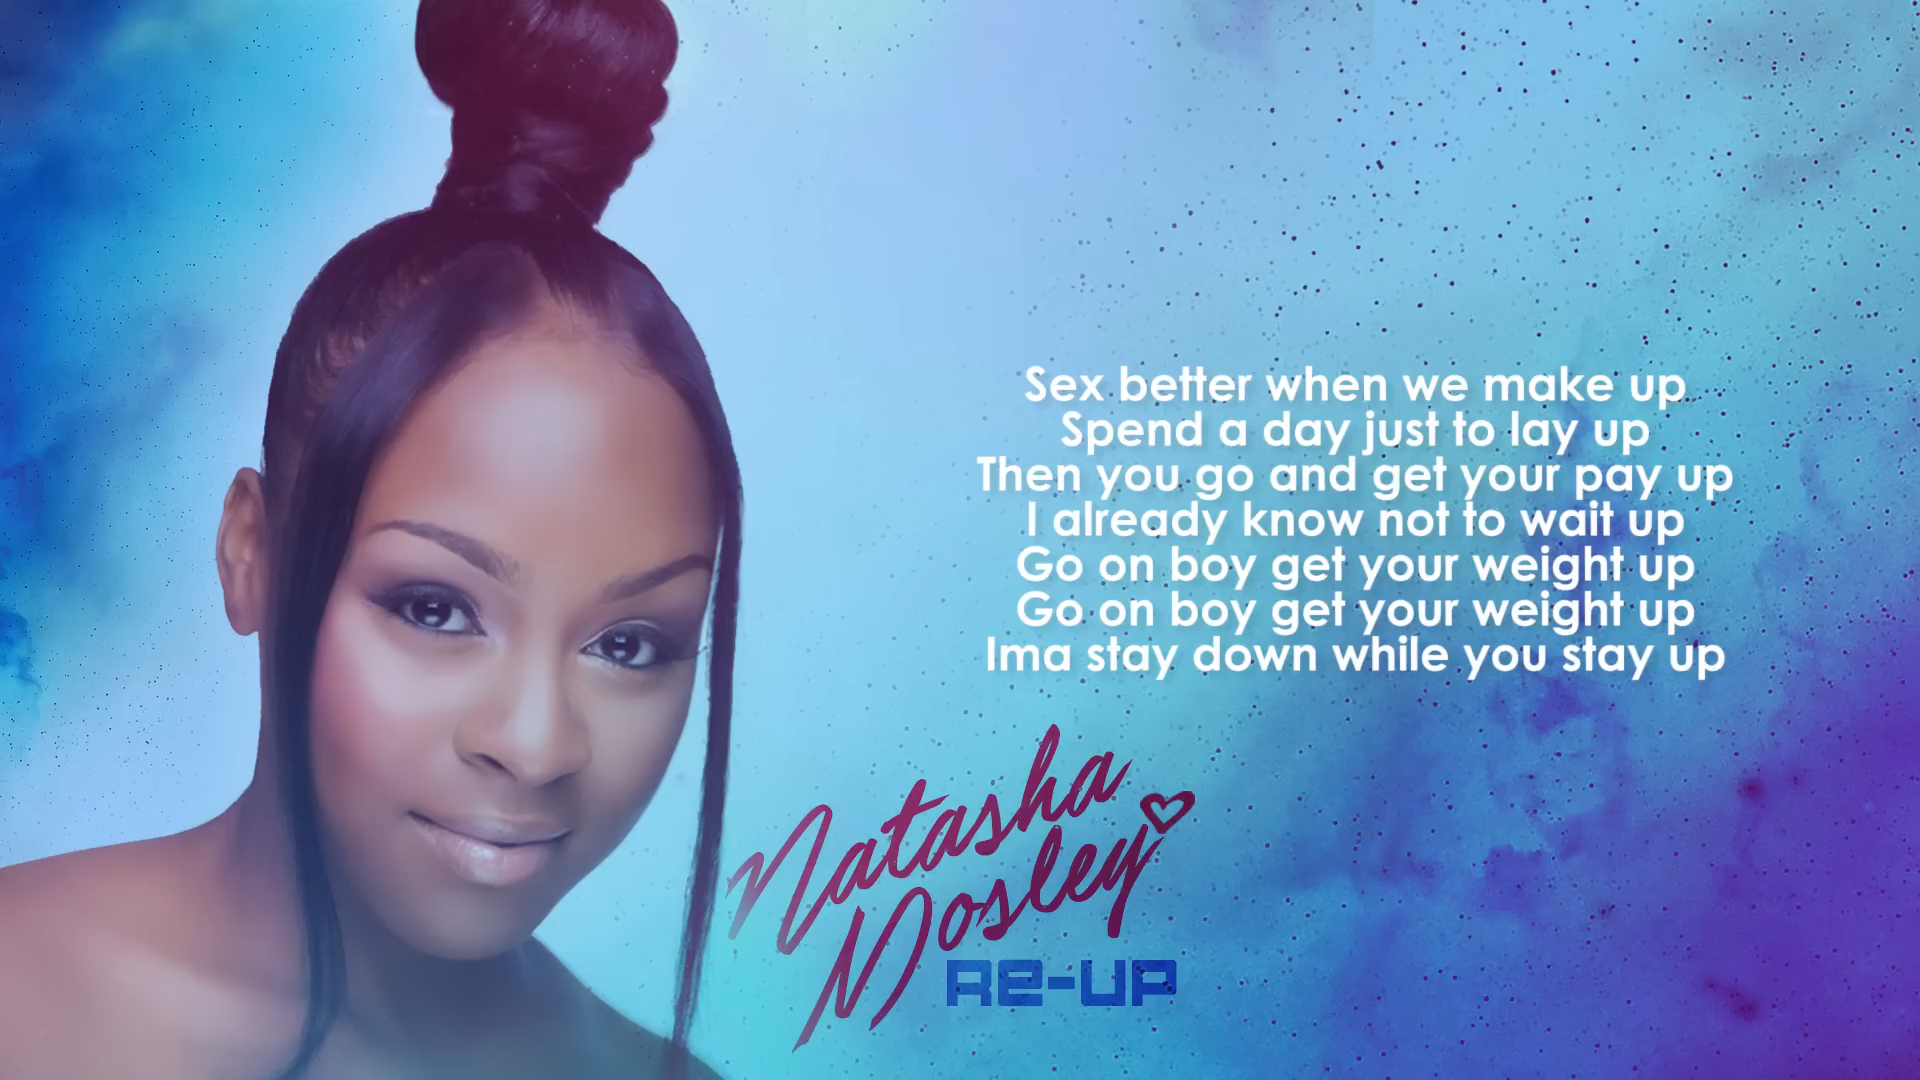 Sex better when we make up
Spend a day just to lay up
Then you go and get your pay up
I already know not to wait up
Go on boy get your weight up
Go on boy get your weight up
Ima stay down while you stay up
Natasha
Mosley
Re-Up